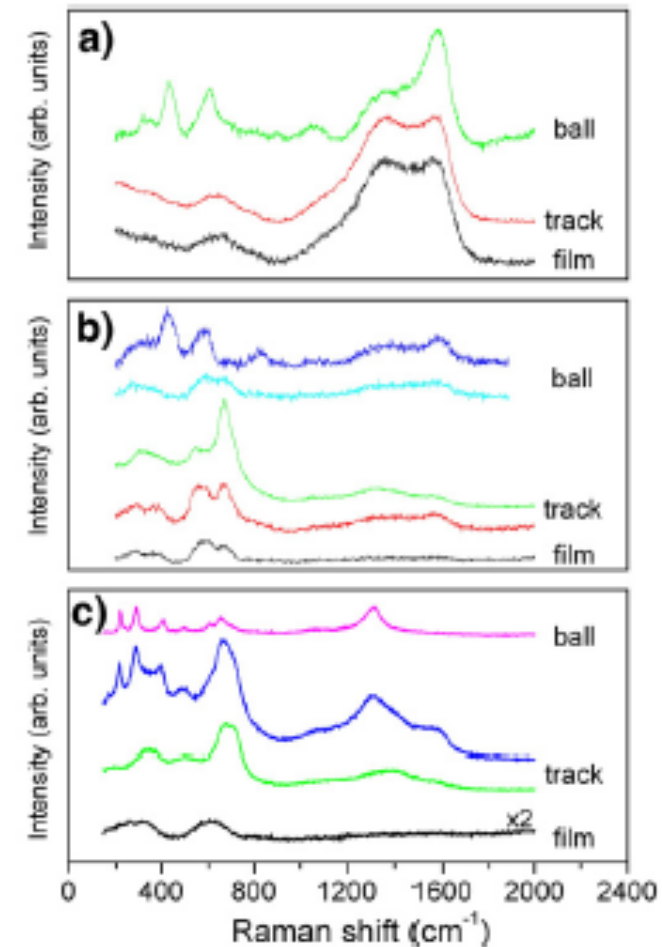 a)
Intensity (arb. units)
ball
track
film
b)
Intensity (arb. units)
ball
track
film
c)
Intensity (arb. units)
ball
track
x2
film
0 400 800 1200 1600 2000 2400
Raman shift (cm⁻¹)